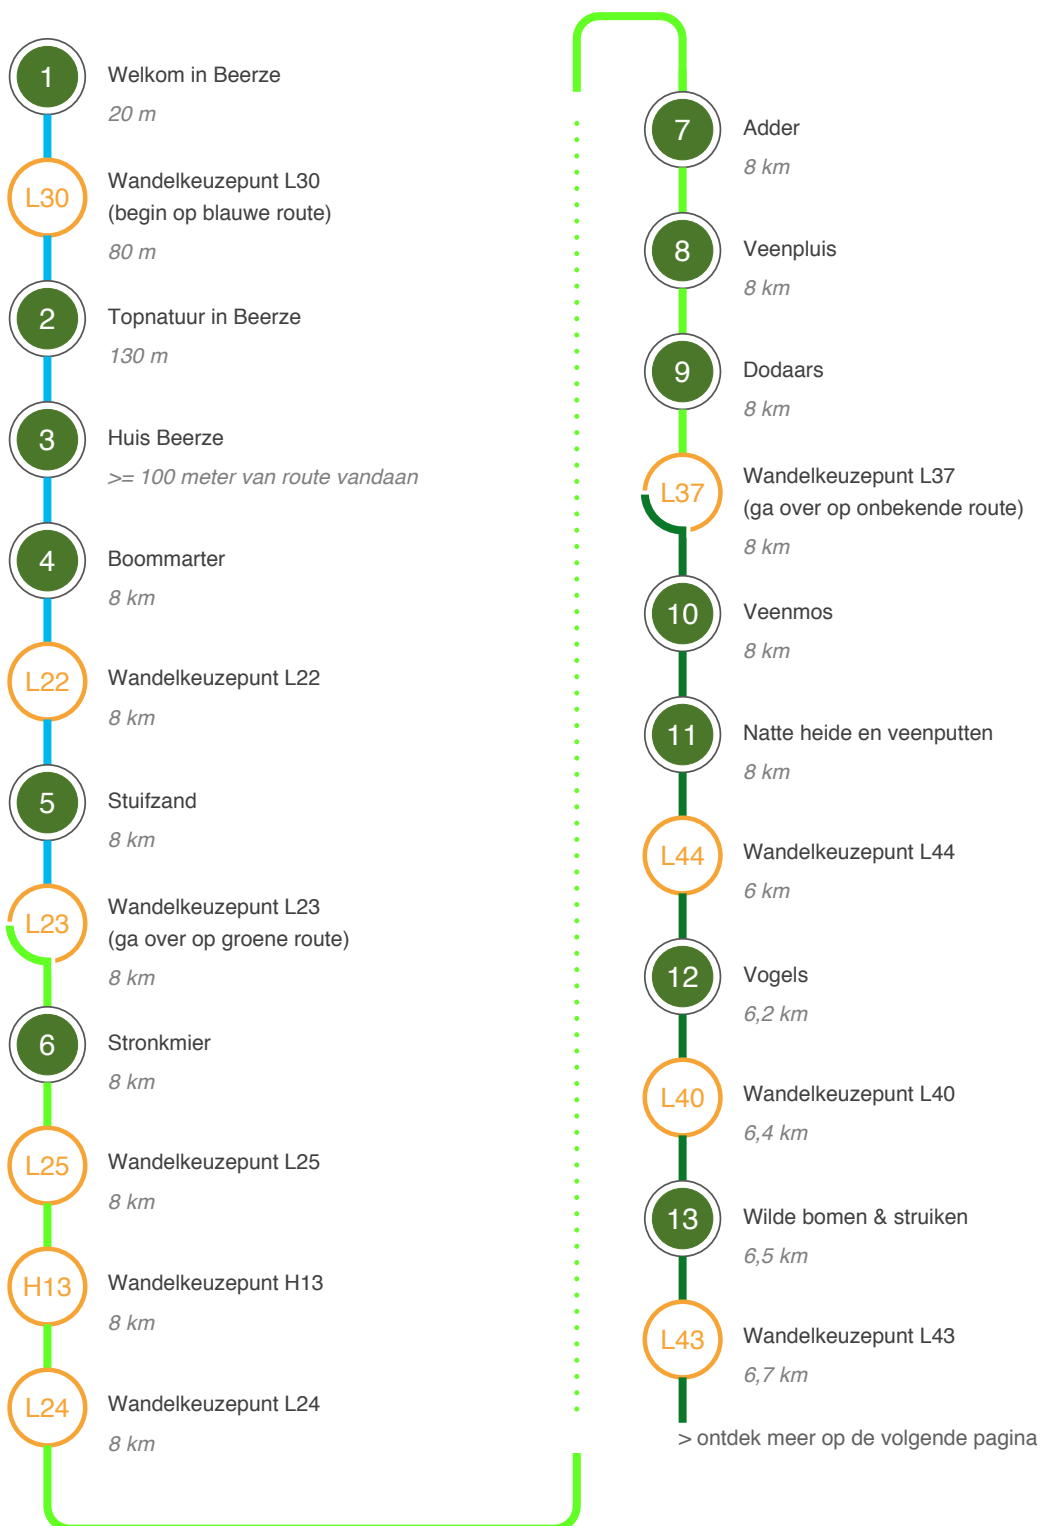 1
Welkom in Beerze
20 m
L30
Wandelkeuzepunt L30
(begin op blauwe route)
80 m
2
Topnatuur in Beerze
130 m
3
Huis Beerze
>= 100 meter van route vandaan
4
Boommarter
8 km
L22
Wandelkeuzepunt L22
8 km
5
Stuifzand
8 km
L23
Wandelkeuzepunt L23
(ga over op groene route)
8 km
6
Stronkmier
8 km
L25
Wandelkeuzepunt L25
8 km
H13
Wandelkeuzepunt H13
8 km
L24
Wandelkeuzepunt L24
8 km
7
Adder
8 km
8
Veenpluis
8 km
9
Dodaars
8 km
L37
Wandelkeuzepunt L37
(ga over op onbekende route)
8 km
10
Veenmos
8 km
11
Natte heide en veenputten
8 km
L44
Wandelkeuzepunt L44
6 km
12
Vogels
6,2 km
L40
Wandelkeuzepunt L40
6,4 km
13
Wilde bomen & struiken
6,5 km
L43
Wandelkeuzepunt L43
6,7 km
> ontdek meer op de volgende pagina